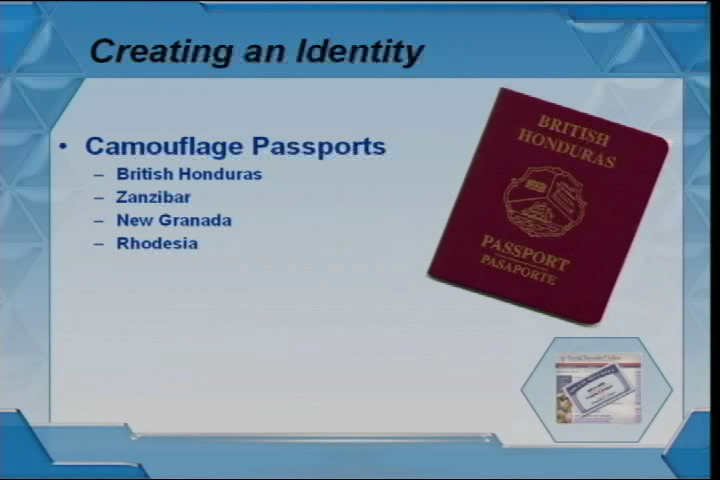 Creating an Identity
• Camouflage Passports
– British Honduras
– Zanzibar
– New Granada
– Rhodesia
BRITISH
HONDURAS
PASSPORT
PASAPORTE